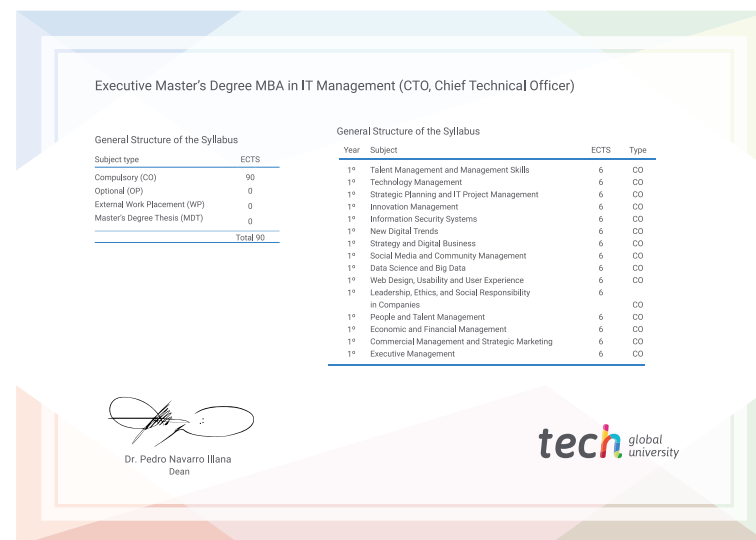 Executive Master's Degree MBA in IT Management (CTO, Chief Technical Officer)
General Structure of the Syllabus
Subject type ECTS
Compulsory (CO) 90
Optional (OP) 0
External Work Placement (WP) 0
Master's Degree Thesis (MDT) 0
Total 90
General Structure of the Syllabus
Year Subject ECTS Type
1º Talent Management and Management Skills 6 CO
1º Technology Management 6 CO
1º Strategic Planning and IT Project Management 6 CO
1º Innovation Management 6 CO
1º Information Security Systems 6 CO
1º New Digital Trends 6 CO
1º Strategy and Digital Business 6 CO
1º Social Media and Community Management 6 CO
1º Data Science and Big Data 6 CO
1º Web Design, Usability and User Experience 6 CO
1º Leadership, Ethics, and Social Responsibility 6
in Companies CO
1º People and Talent Management 6 CO
1º Economic and Financial Management 6 CO
1º Commercial Management and Strategic Marketing 6 CO
1º Executive Management 6 CO
Dr. Pedro Navarro Illana
Dean
tech global
university